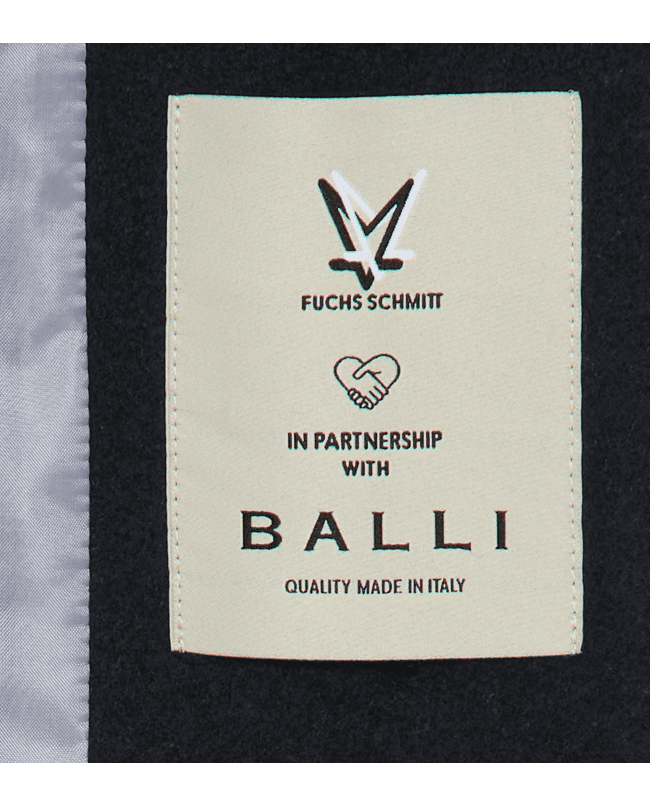 FUCHS SCHMITT
IN PARTNERSHIP
WITH
BALLI
QUALITY MADE IN ITALY